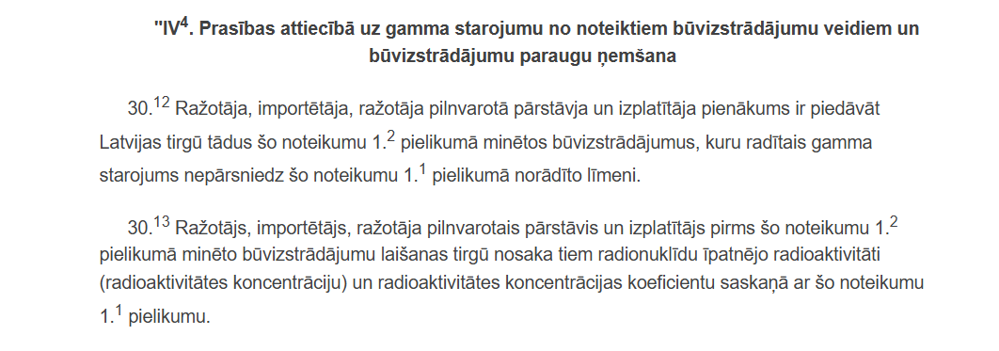 "IV⁴. Prasības attiecībā uz gamma starojumu no noteiktiem būvizstrādājumu veidiem un
būvizstrādājumu paraugu ņemšana
30.¹² Ražotāja, importētāja, ražotāja pilnvarotā pārstāvja un izplatītāja pienākums ir piedāvāt
Latvijas tirgū tādus šo noteikumu 1.² pielikumā minētos būvizstrādājumus, kuru radītais gamma
starojums nepārsniedz šo noteikumu 1.¹ pielikumā norādīto līmeni.
30.¹³ Ražotājs, importētājs, ražotāja pilnvarotais pārstāvis un izplatītājs pirms šo noteikumu 1.²
pielikumā minēto būvizstrādājumu laišanas tirgū nosaka tiem radionuklīdu īpatnējo radioaktivitāti
(radioaktivitātes koncentrāciju) un radioaktivitātes koncentrācijas koeficientu saskaņā ar šo noteikumu
1.¹ pielikumu.